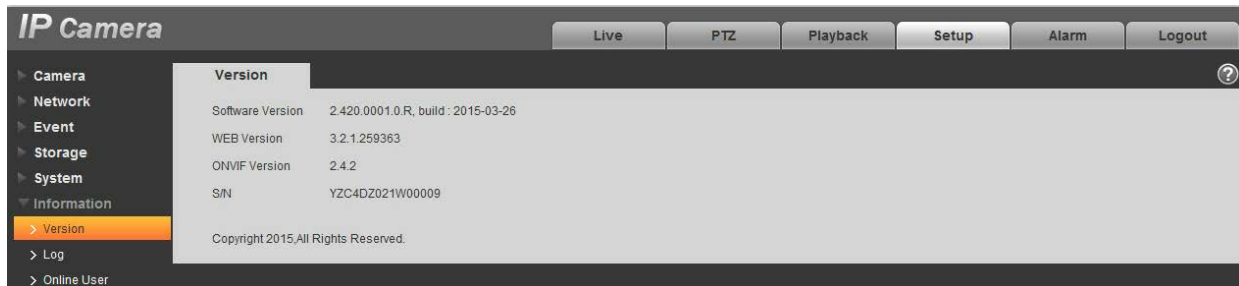 IP Camera
Live PTZ Playback Setup Alarm Logout
Camera
Network
Event
Storage
System
Information
Version
Log
Online User
Version
?
Software Version 2.420.0001.0.R, build : 2015-03-26
WEB Version 3.2.1.259363
ONVIF Version 2.4.2
S/N YZC4DZ021W00009
Copyright 2015,All Rights Reserved.